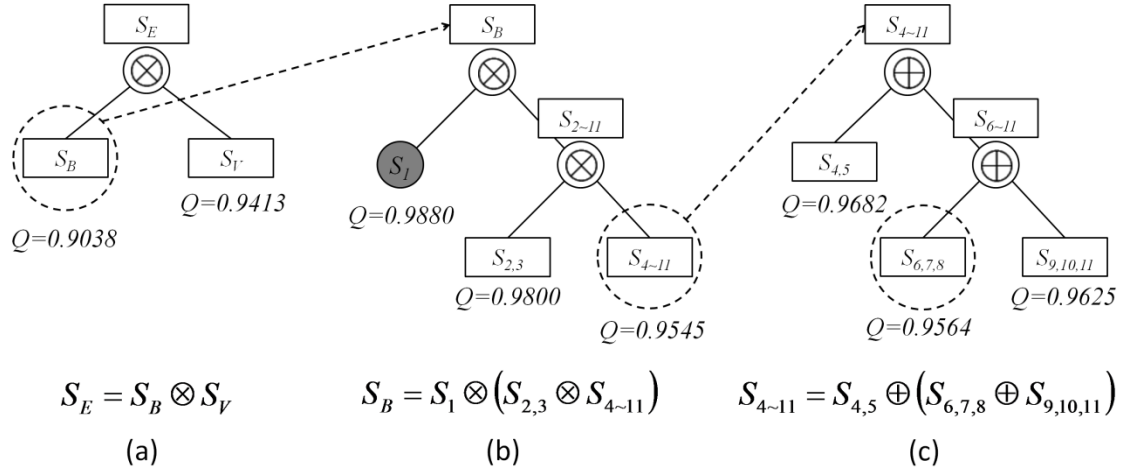 S_E
S_B
S_V
Q=0.9038
Q=0.9413
S_E = S_B ⊗ S_V
(a)
S_B
S_1
Q=0.9880
S_{2~11}
S_{2,3}
Q=0.9800
S_{4~11}
Q=0.9545
S_B = S_1 ⊗ (S_{2,3} ⊗ S_{4~11})
(b)
S_{4~11}
S_{4,5}
Q=0.9682
S_{6~11}
S_{6,7,8}
Q=0.9564
S_{9,10,11}
Q=0.9625
S_{4~11} = S_{4,5} ⊕ (S_{6,7,8} ⊕ S_{9,10,11})
(c)